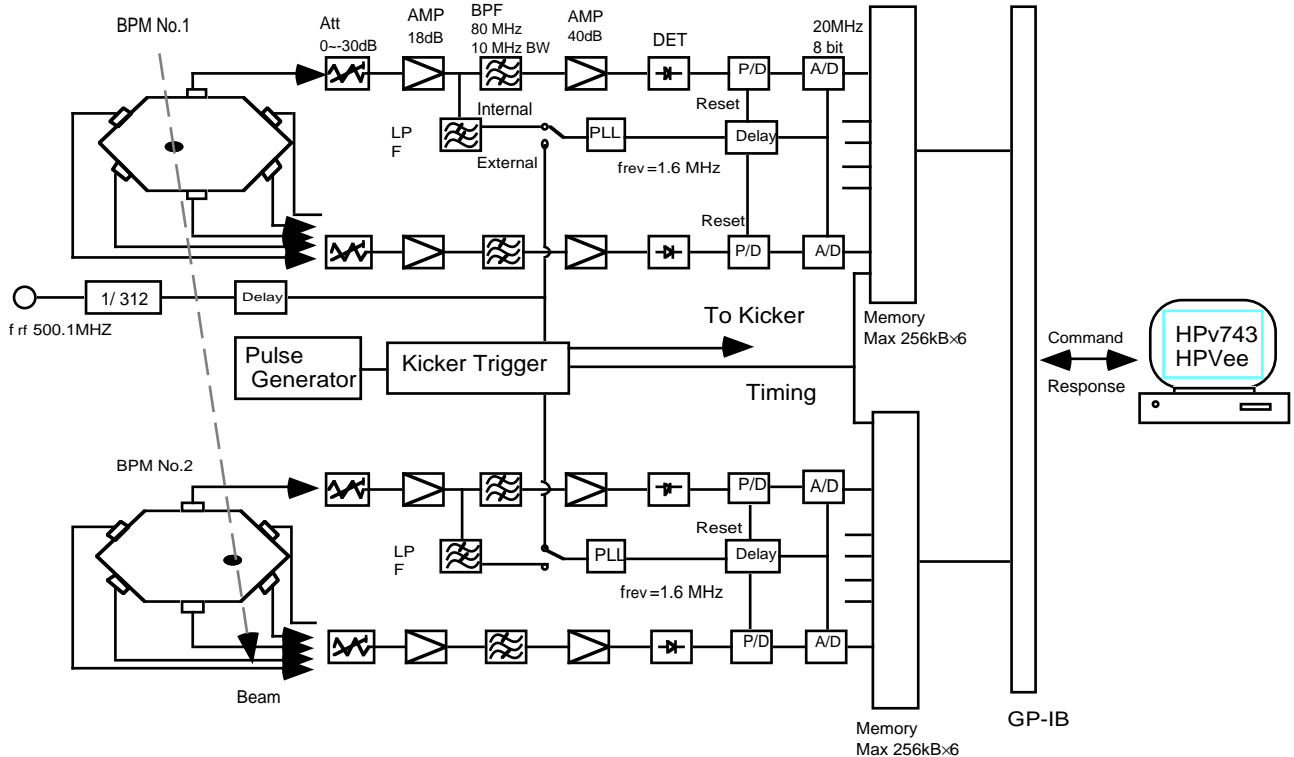 BPM No.1
Att
0~-30dB
AMP
18dB
BPF
80 MHz
10 MHz BW
AMP
40dB
DET
20MHz
8 bit
P/D
A/D
Reset
LP
F
Internal
External
PLL
Delay
frev=1.6 MHz
Reset
P/D
A/D
1/ 312
Delay
f rf 500.1MHZ
Memory
Max 256kB×6
To Kicker
Pulse
Generator
Kicker Trigger
Timing
Command
Response
HPv743
HPVee
BPM No.2
P/D
A/D
Reset
LP
F
PLL
Delay
frev=1.6 MHz
P/D
A/D
Beam
GP-IB
Memory
Max 256kB×6